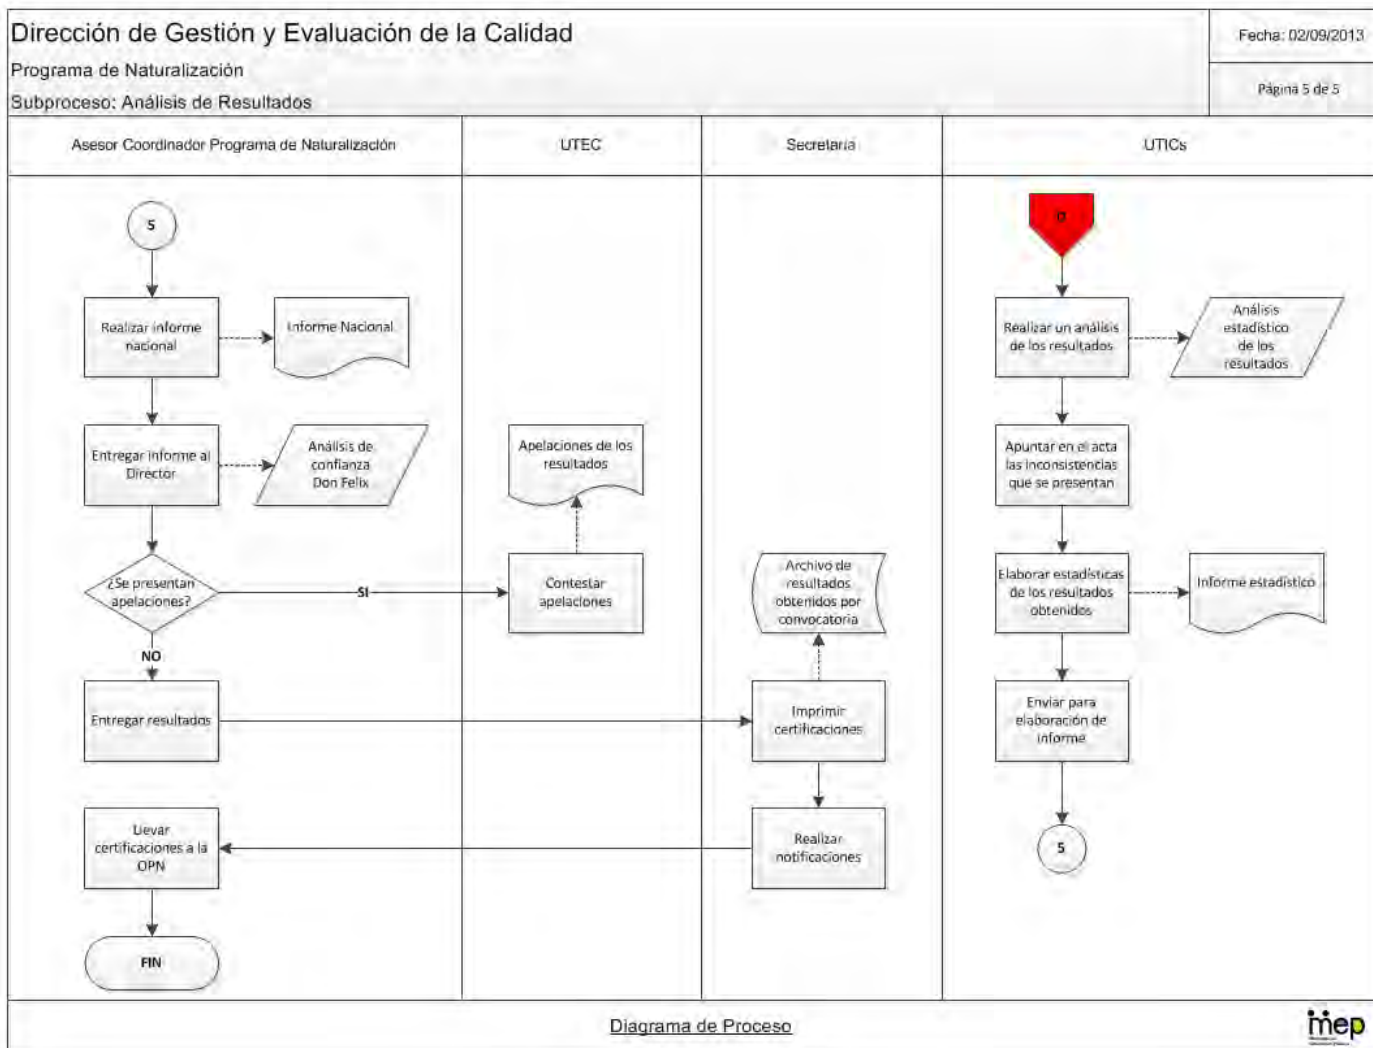 Dirección de Gestión y Evaluación de la Calidad
Programa de Naturalización
Subproceso: Análisis de Resultados
Fecha: 02/09/2013
Página 5 de 5
Asesor Coordinador Programa de Naturalización
UTEC
Secretaría
UTICs
5
Realizar informe
nacional
Informe Nacional
Entregar informe al
Director
Análisis de
confianza
Don Felix
¿Se presentan
apelaciones?
SI
NO
Entregar resultados
Llevar
certificaciones a la
OPN
FIN
Apelaciones de los
resultados
Contestar
apelaciones
Archivo de
resultados
obtenidos por
convocatoria
Imprimir
certificaciones
Realizar
notificaciones
Realizar un análisis
de los resultados
Análisis
estadístico
de los
resultados
Apuntar en el acta
las inconsistencias
que se presentan
Elaborar estadísticas
de los resultados
obtenidos
Informe estadístico
Enviar para
elaboración de
informe
5
Diagrama de Proceso
mep